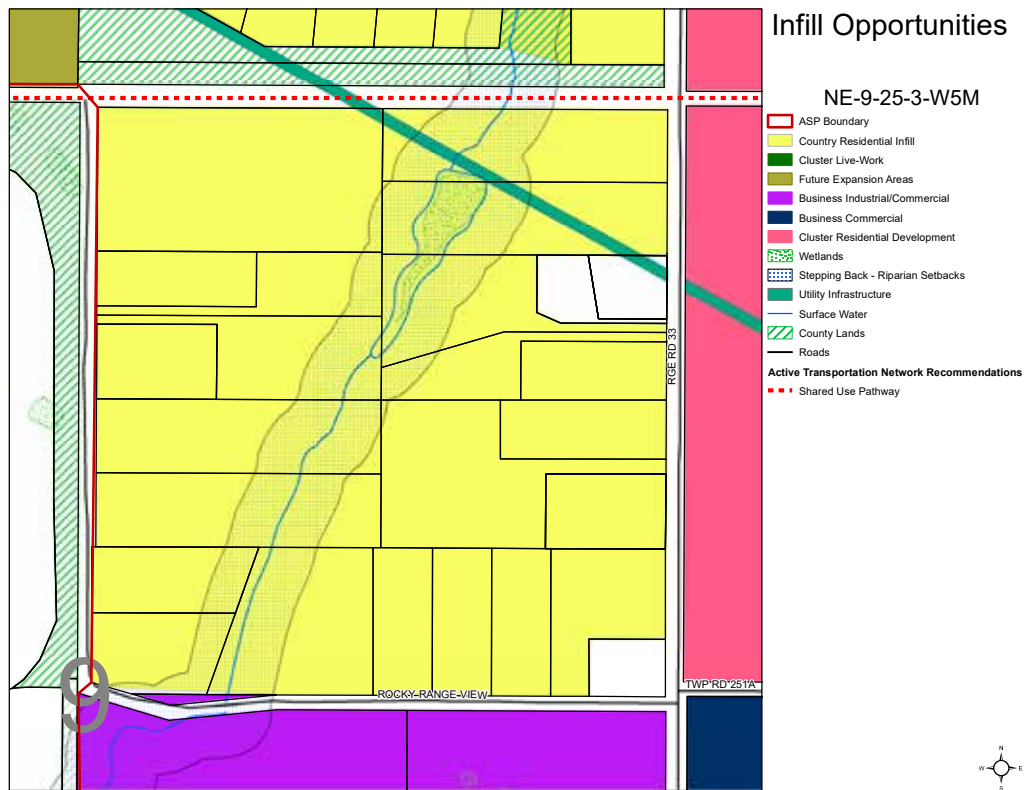 Infill Opportunities
NE-9-25-3-W5M
ASP Boundary
Country Residential Infill
Cluster Live-Work
Future Expansion Areas
Business Industrial/Commercial
Business Commercial
Cluster Residential Development
Wetlands
Stepping Back - Riparian Setbacks
Utility Infrastructure
Surface Water
County Lands
Roads
Active Transportation Network Recommendations
Shared Use Pathway
RGE RD 33
9
ROCKY RANGE VIEW
TWP RD 251A
N
W E
S